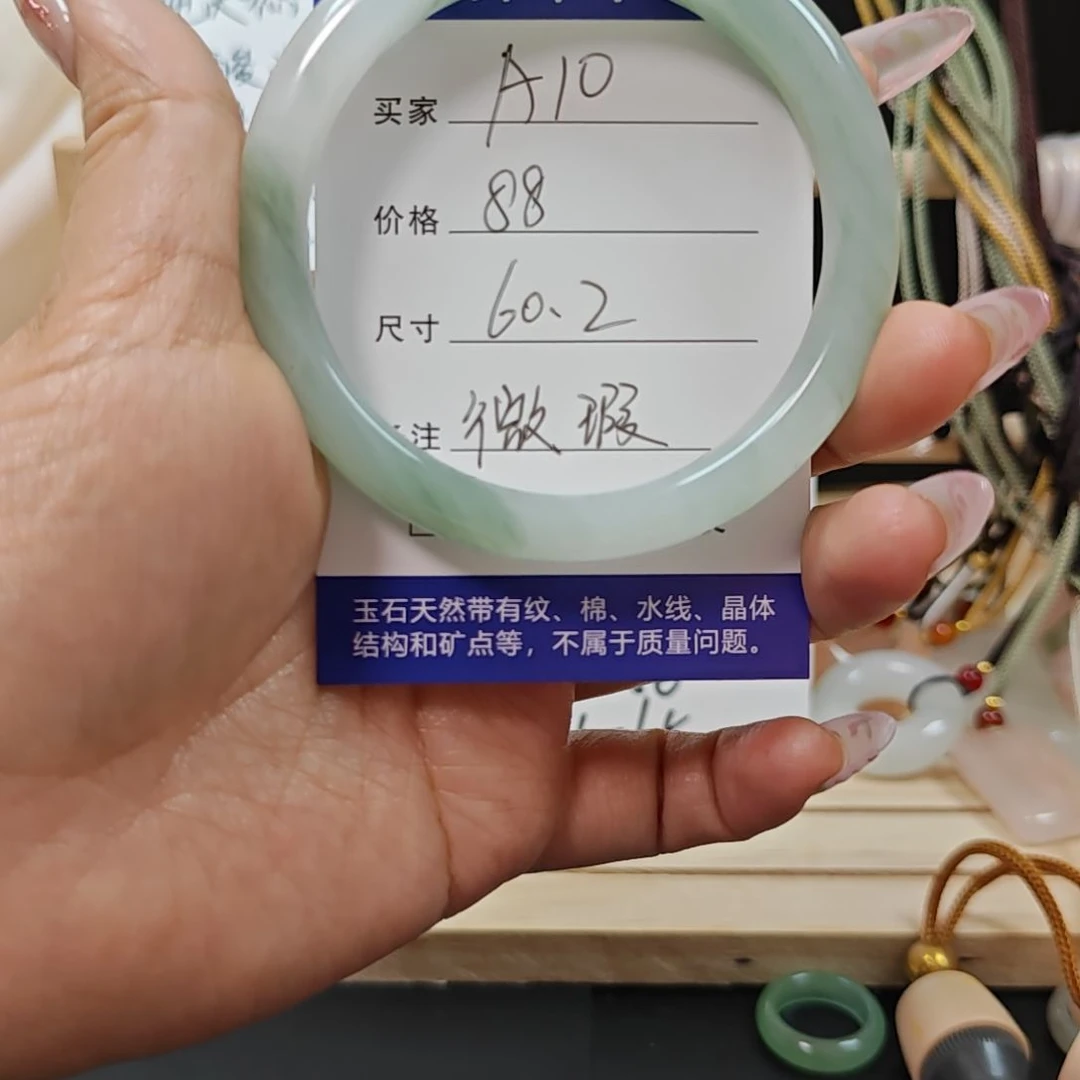 买家 A10
价格 88
尺寸 60.2
注 微瑕
玉石天然带有纹、棉、水线、晶体
结构和矿点等，不属于质量问题。